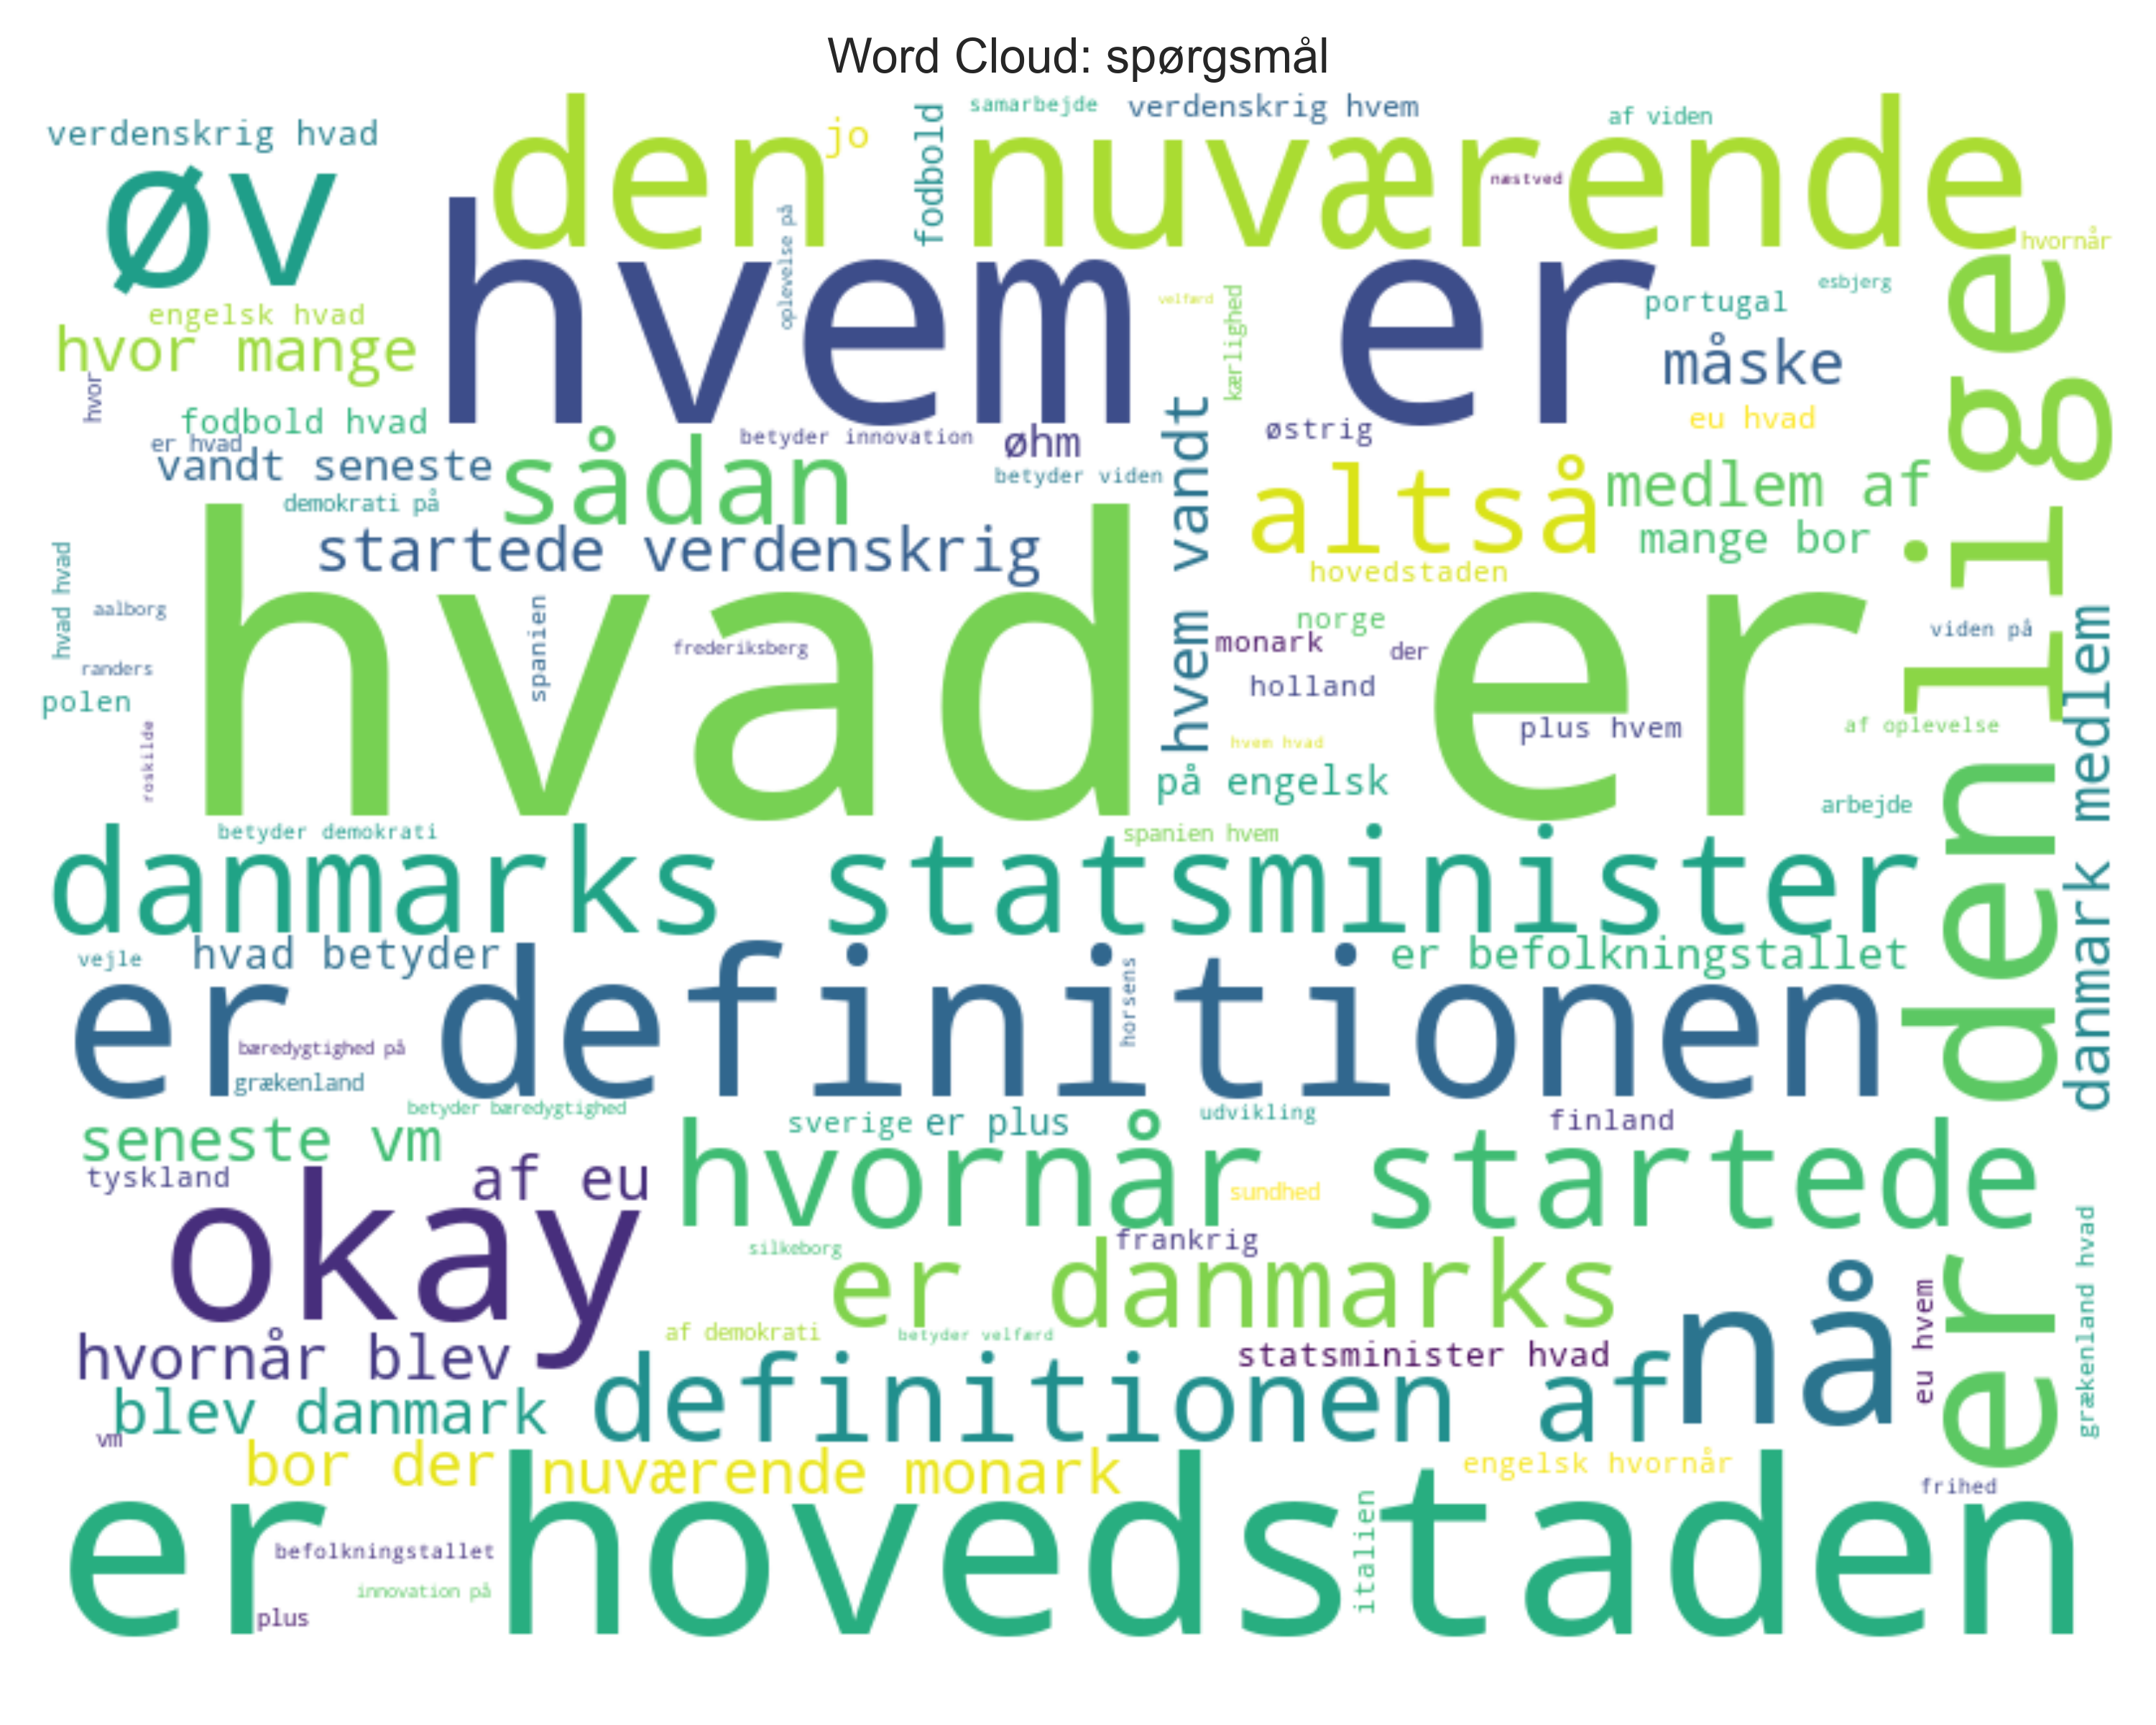 Word Cloud: spørgsmål
verdenskrig hvad
øv
den nuværende
jo
fodbold
samarbejde
verdenskrig hvem
af viden
næstved
hvornår
oplevelse på
hvem er
engelsk hvad
hvor mange
hvor
velfærd
kærlighed
portugal
esbjerg
måske
eu hvad
fodbold hvad
er hvad
vandt seneste
demokrati på
sådan
betyder innovation
øhm
betyder viden
hvem vandt
østrig
altså
medlem af
mange bor
er den lige
startede verdenskrig
hovedstaden
hvad hvad
aalborg
randers
polen
roskilde
hvad er
spanien
frederiksberg
norge
monark
der
holland
plus hvem
hvem hvad
på engelsk
viden på
af oplevelse
arbejde
danmark medlem
betyder demokrati
spanien hvem
danmarks statsminister
vejle
hvad betyder
er befolkningstallet
er definitionen
horsens
bæredygtighed på
grækenland
betyder bæredygtighed
seneste vm
tyskland
af eu
okay
sverige
er plus
udvikling
finland
hvornår startede
sundhed
silkeborg
frankrig
er danmarks
nå
eu hvem
grækenland hvad
hvornår blev
af demokrati
betyder velfærd
statsminister hvad
blev danmark
definitionen af
vm
bor der
nuværende monark
engelsk hvornår
frihed
er hovedstaden
befolkningstallet
innovation på
plus
italien